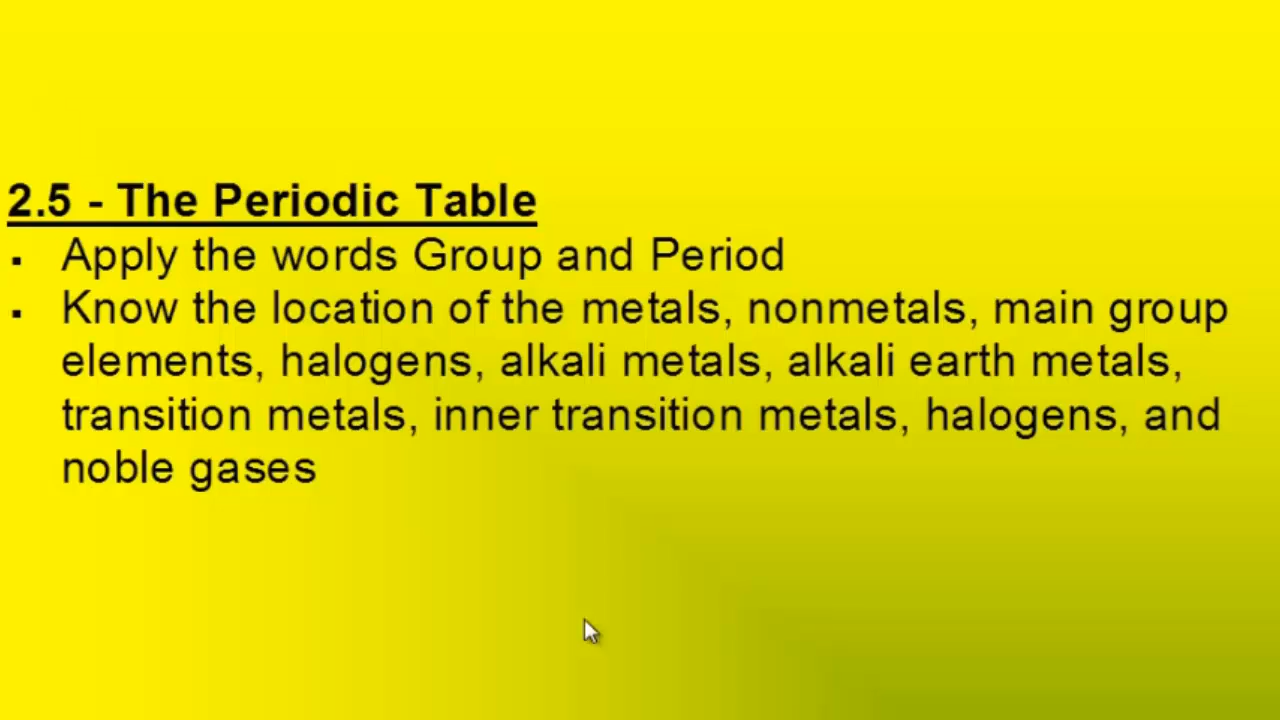 2.5 - The Periodic Table
▪ Apply the words Group and Period
▪ Know the location of the metals, nonmetals, main group
elements, halogens, alkali metals, alkali earth metals,
transition metals, inner transition metals, halogens, and
noble gases